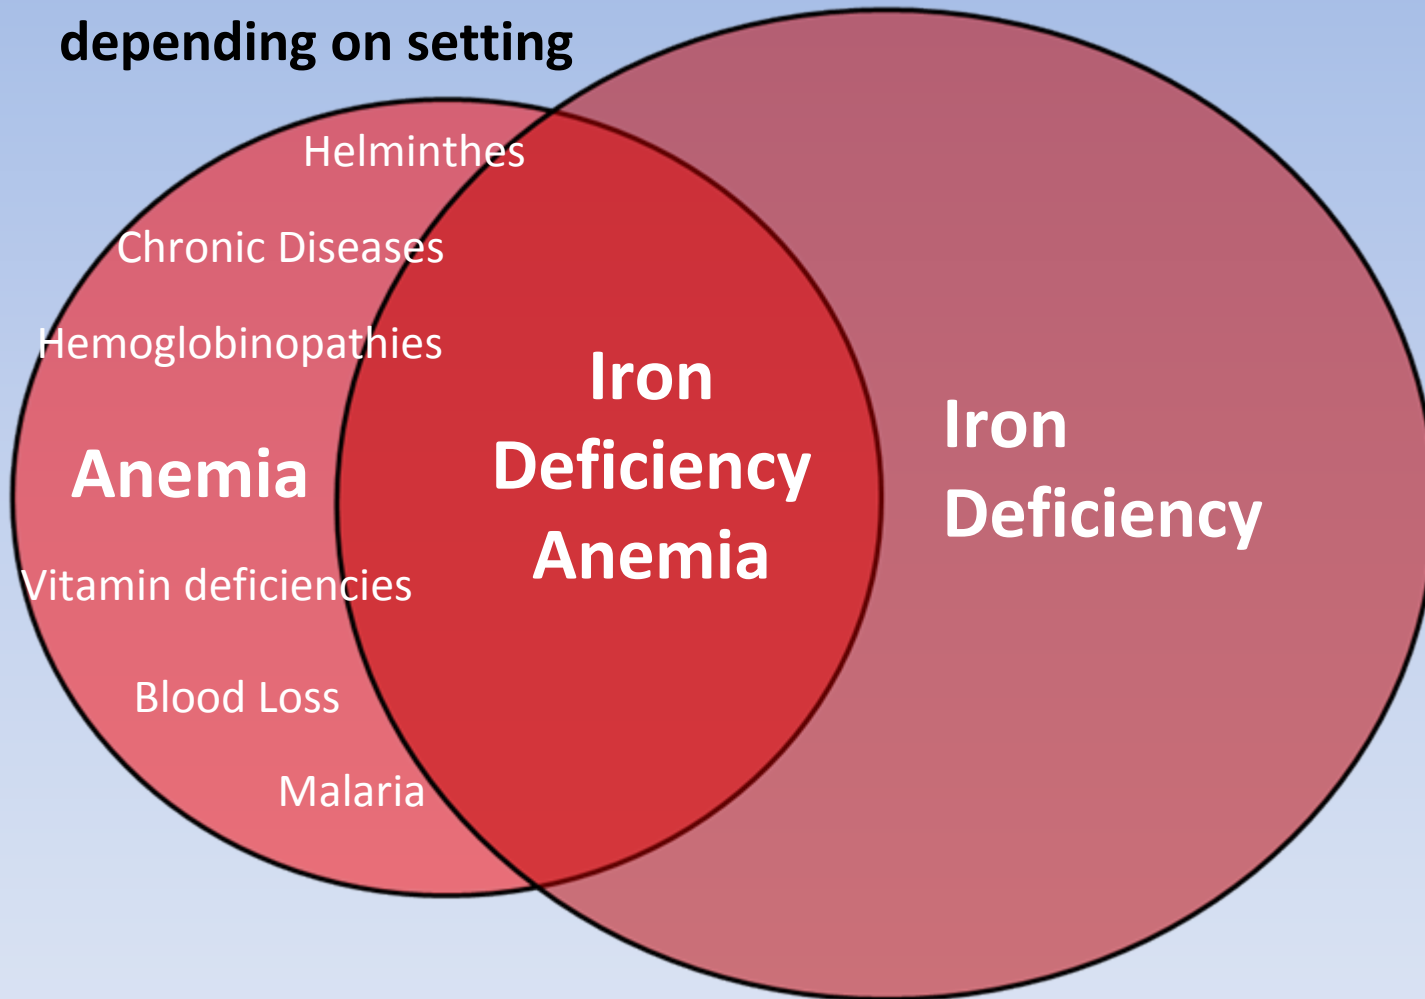 depending on setting
Helminthes
Chronic Diseases
Hemoglobinopathies
Anemia
Vitamin deficiencies
Blood Loss
Malaria
Iron
Deficiency
Anemia
Iron
Deficiency